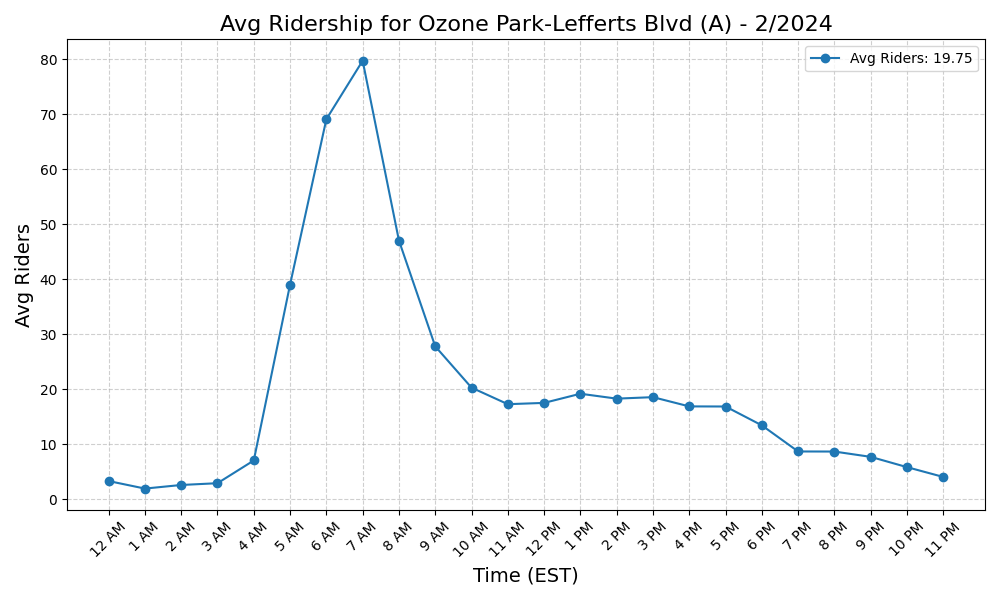 Avg Ridership for Ozone Park-Lefferts Blvd (A) - 2/2024
Avg Riders: 19.75
Avg Riders
80
70
60
50
40
30
20
10
0
12 AM
1 AM
2 AM
3 AM
4 AM
5 AM
6 AM
7 AM
8 AM
9 AM
10 AM
11 AM
12 PM
1 PM
2 PM
3 PM
4 PM
5 PM
6 PM
7 PM
8 PM
9 PM
10 PM
11 PM
Time (EST)